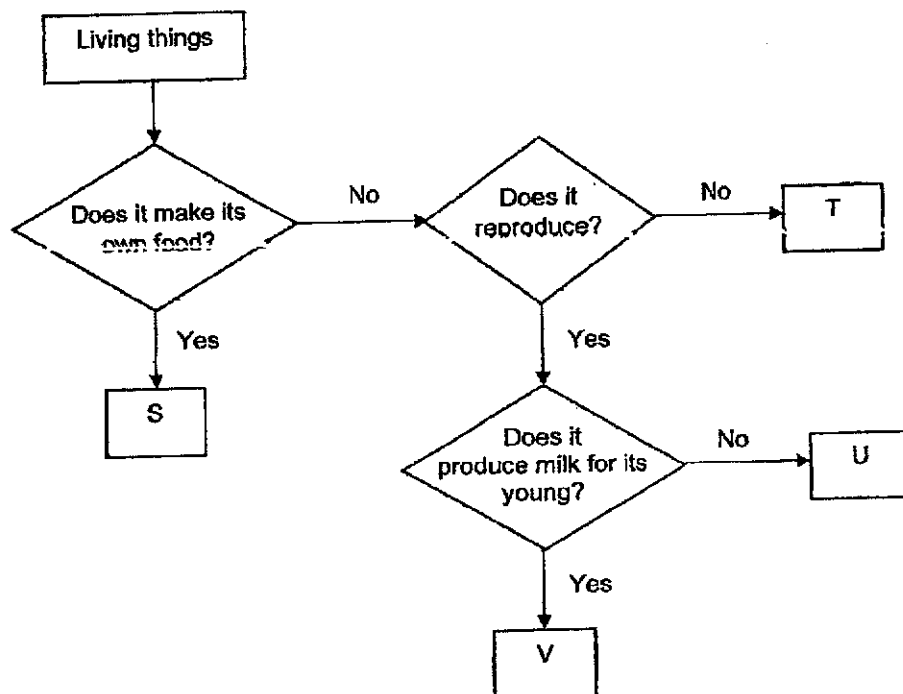 Living things
Does it make its
own food?
No
Does it
reproduce?
No
T
Yes
S
Yes
Does it
produce milk for its
young?
No
U
Yes
V